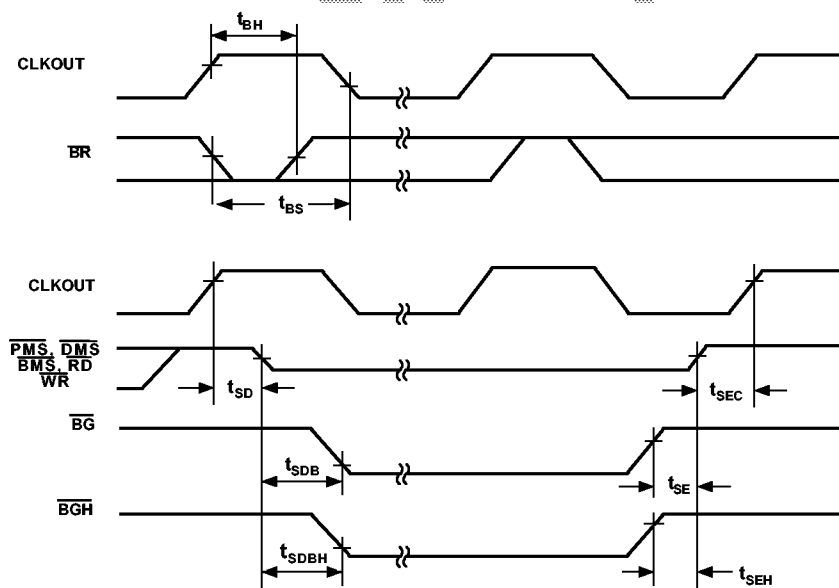 tBH
CLKOUT
BR
tBS
CLKOUT
PMS, DMS
BMS, RD
WR
tSD
tSEC
BG
tSDB
tSE
BGH
tSDBH
tSEH